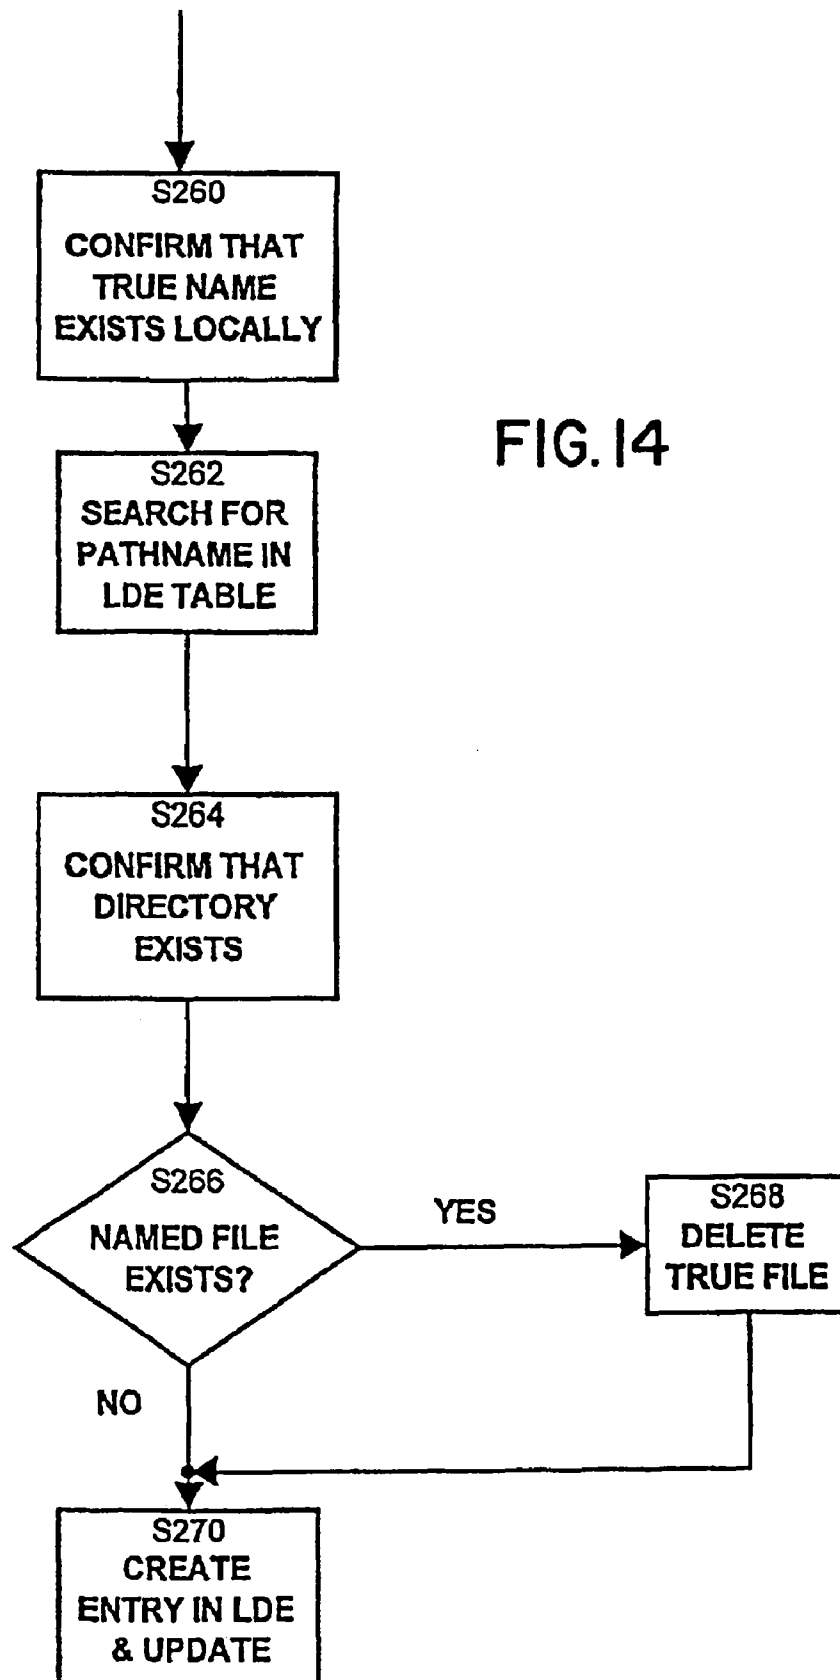 S260
CONFIRM THAT
TRUE NAME
EXISTS LOCALLY
FIG. 14
S262
SEARCH FOR
PATHNAME IN
LDE TABLE
S264
CONFIRM THAT
DIRECTORY
EXISTS
S266
NAMED FILE
EXISTS?
YES
S268
DELETE
TRUE FILE
NO
S270
CREATE
ENTRY IN LDE
& UPDATE